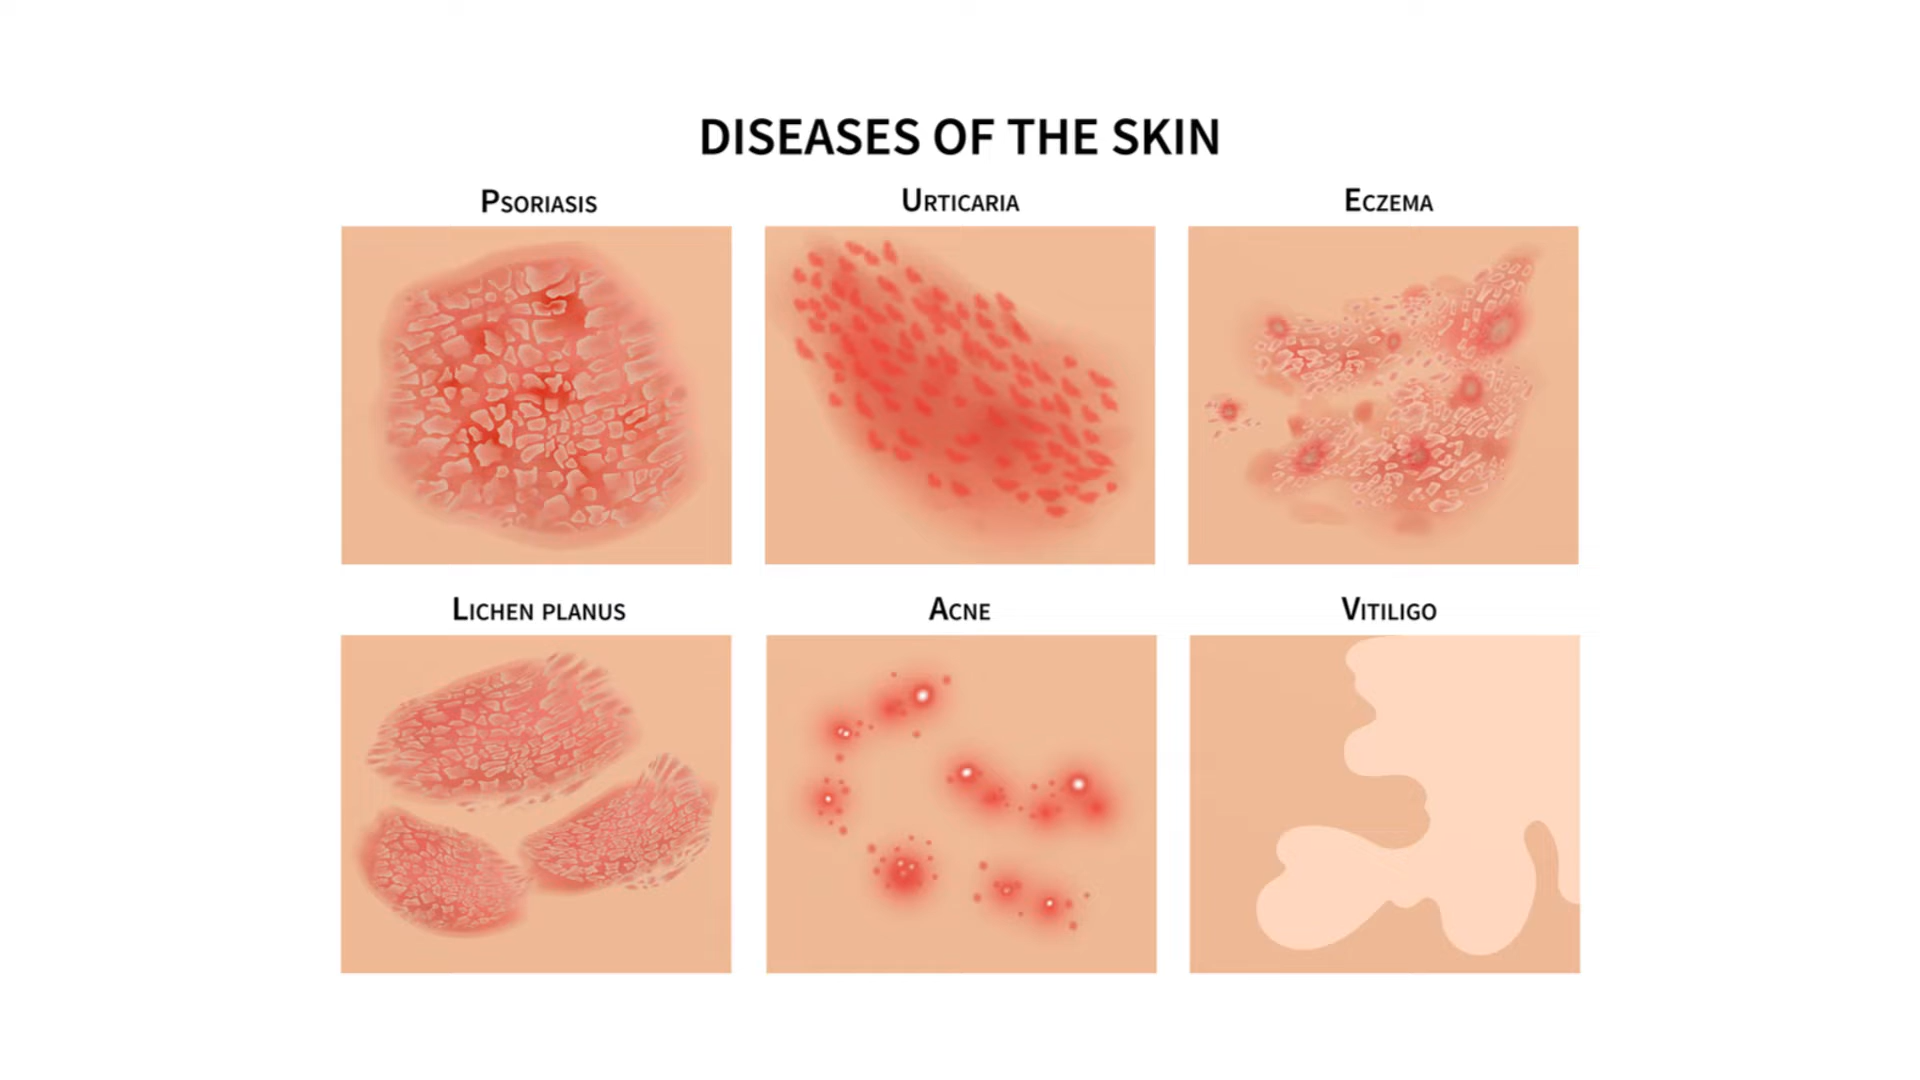 DISEASES OF THE SKIN
PSORIASIS
URTICARIA
ECZEMA
LICHEN PLANUS
ACNE
VITILIGO